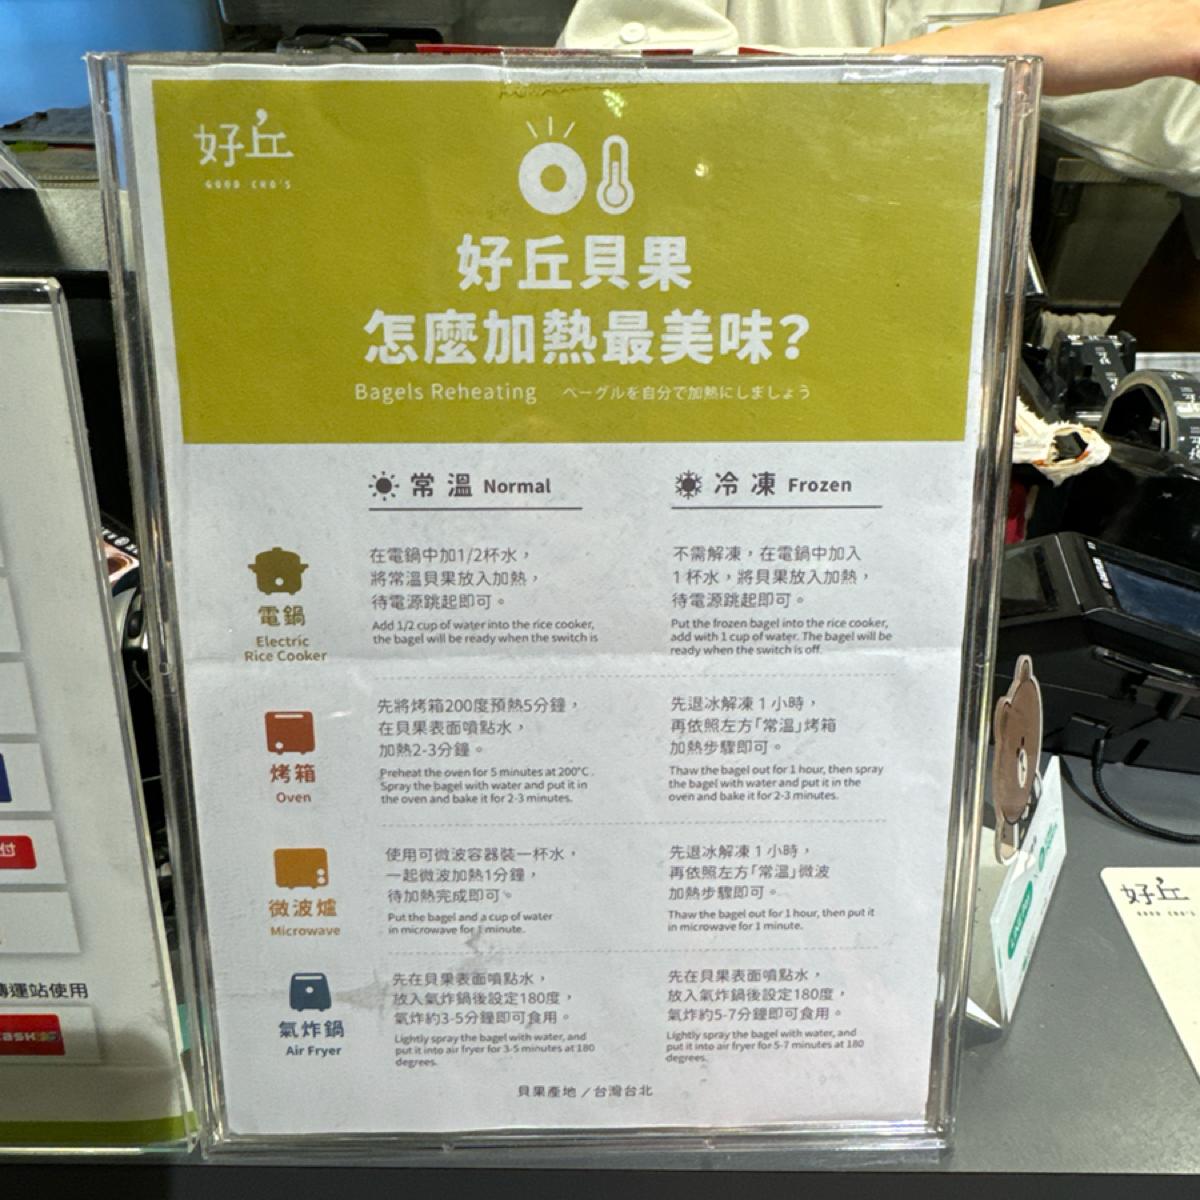 好丘
GOOD CHO'S
好丘貝果
怎麼加熱最美味?
Bagels Reheating ベーグルを自分で加熱にしましょう
常溫 Normal
冷凍 Frozen
電鍋
Electric
Rice Cooker
在電鍋中加1/2杯水，
將常溫貝果放入加熱，
待電源跳起即可。
Add 1/2 cup of water into the rice cooker,
the bagel will be ready when the switch is
不需解凍，在電鍋中加入
1 杯水，將貝果放入加熱，
待電源跳起即可。
Put the frozen bagel into the rice cooker,
add with 1 cup of water. The bagel will be
ready when the switch is off.
烤箱
Oven
先將烤箱200度預熱5分鐘，
在貝果表面噴點水，
加熱2-3分鐘。
Preheat the oven for 5 minutes at 200°C.
Spray the bagel with water and put it in
the oven and bake it for 2-3 minutes.
先退冰解凍 1 小時，
再依照左方「常溫」烤箱
加熱步驟即可。
Thaw the bagel out for 1 hour, then spray
the bagel with water and put it in the
oven and bake it for 2-3 minutes.
微波爐
Microwave
使用可微波容器裝一杯水，
一起微波加熱1分鐘，
待加熱完成即可。
Put the bagel and a cup of water
in microwave for 1 minute.
先退冰解凍 1 小時，
再依照左方「常溫」微波
加熱步驟即可。
Thaw the bagel out for 1 hour, then put it
in microwave for 1 minute.
氣炸鍋
Air Fryer
先在貝果表面噴點水，
放入氣炸鍋後設定180度，
氣炸約3-5分鐘即可食用。
Lightly spray the bagel with water, and
put it into air fryer for 3-5 minutes at 180
degrees.
先在貝果表面噴點水，
放入氣炸鍋後設定180度，
氣炸約5-7分鐘即可食用。
Lightly spray the bagel with water, and
put it into air fryer for 5-7 minutes at 180
degrees.
貝果產地／台灣台北
付
轉運站使用
好丘
GOOD CHO'S